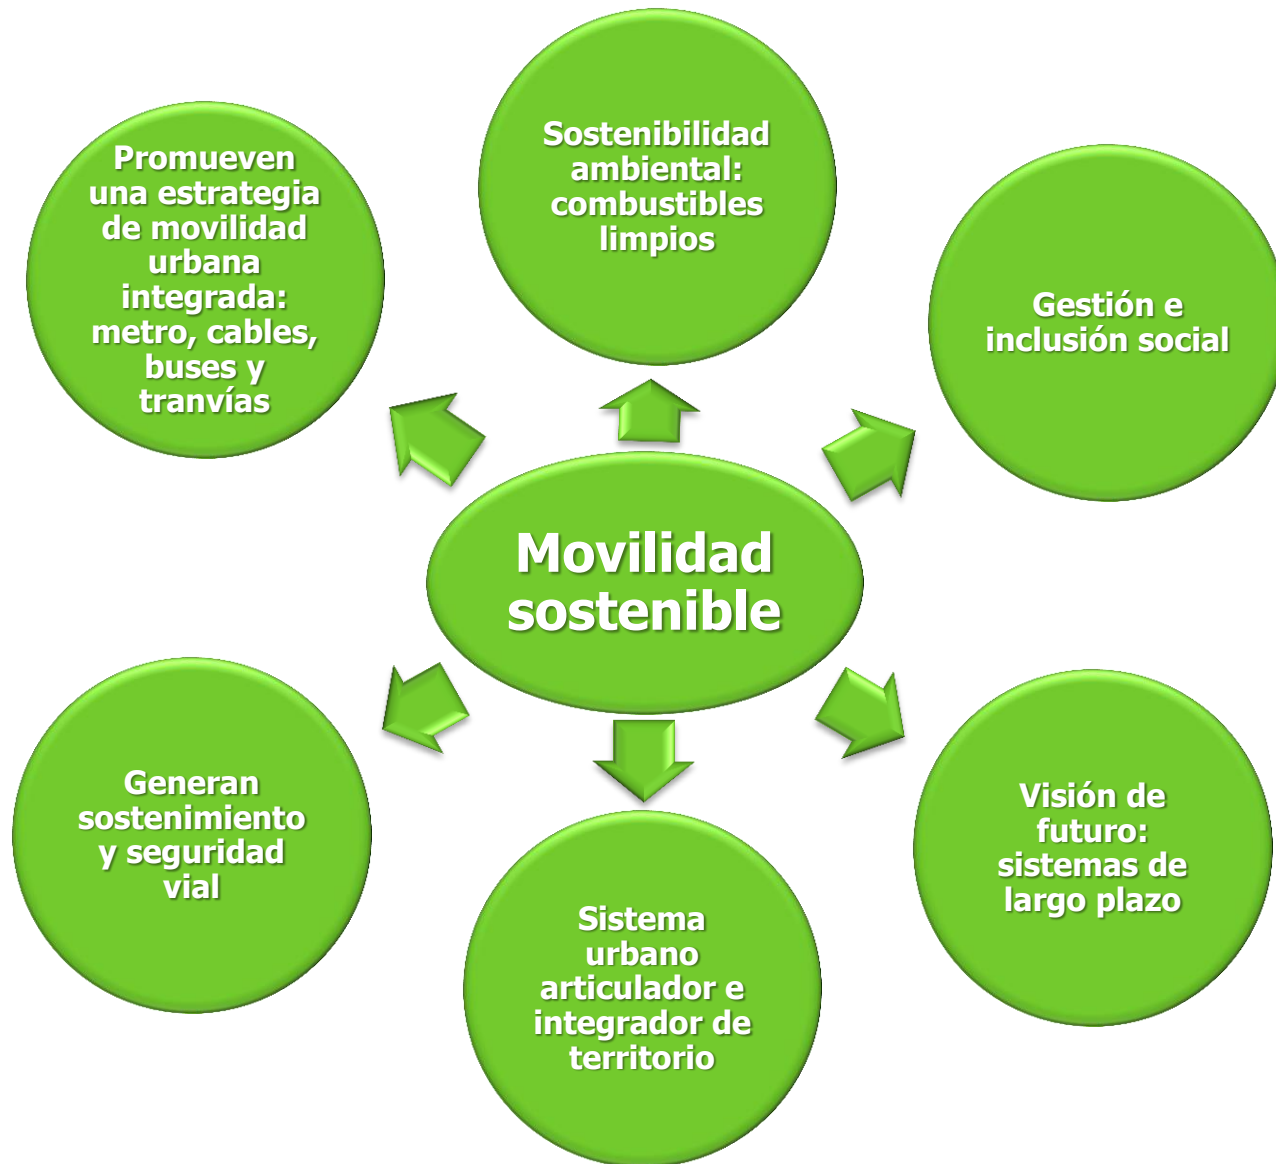 Sostenibilidad
ambiental:
combustibles
limpios
Promueven
una estrategia
de movilidad
urbana
integrada:
metro, cables,
buses y
tranvías
Gestión e
inclusión social
Movilidad
sostenible
Generan
sostenimiento
y seguridad
vial
Visión de
futuro:
sistemas de
largo plazo
Sistema
urbano
articulador e
integrador de
territorio